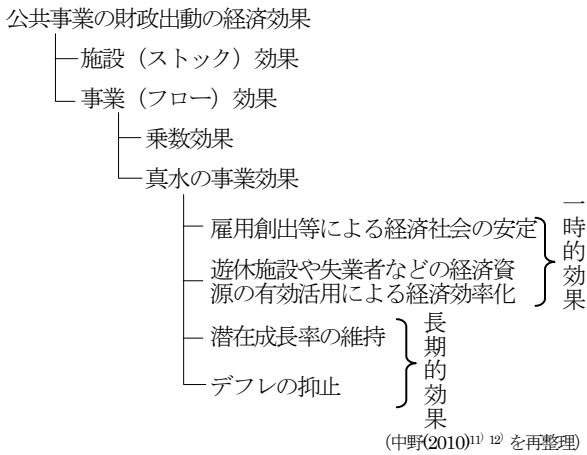 公共事業の財政出動の経済効果
施設（ストック）効果
事業（フロー）効果
乗数効果
真水の事業効果
雇用創出等による経済社会の安定
遊休施設や失業者などの経済資
源の有効活用による経済効率化
一時的効果
潜在成長率の維持
デフレの抑止
長期的効果
（中野(2010)11) 12) を再整理）